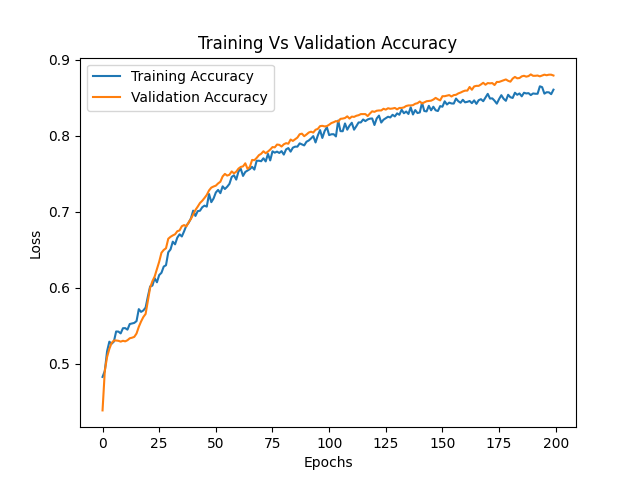 Training Vs Validation Accuracy
Training Accuracy
Validation Accuracy
0.9
0.8
0.7
0.6
0.5
Loss
0 25 50 75 100 125 150 175 200
Epochs